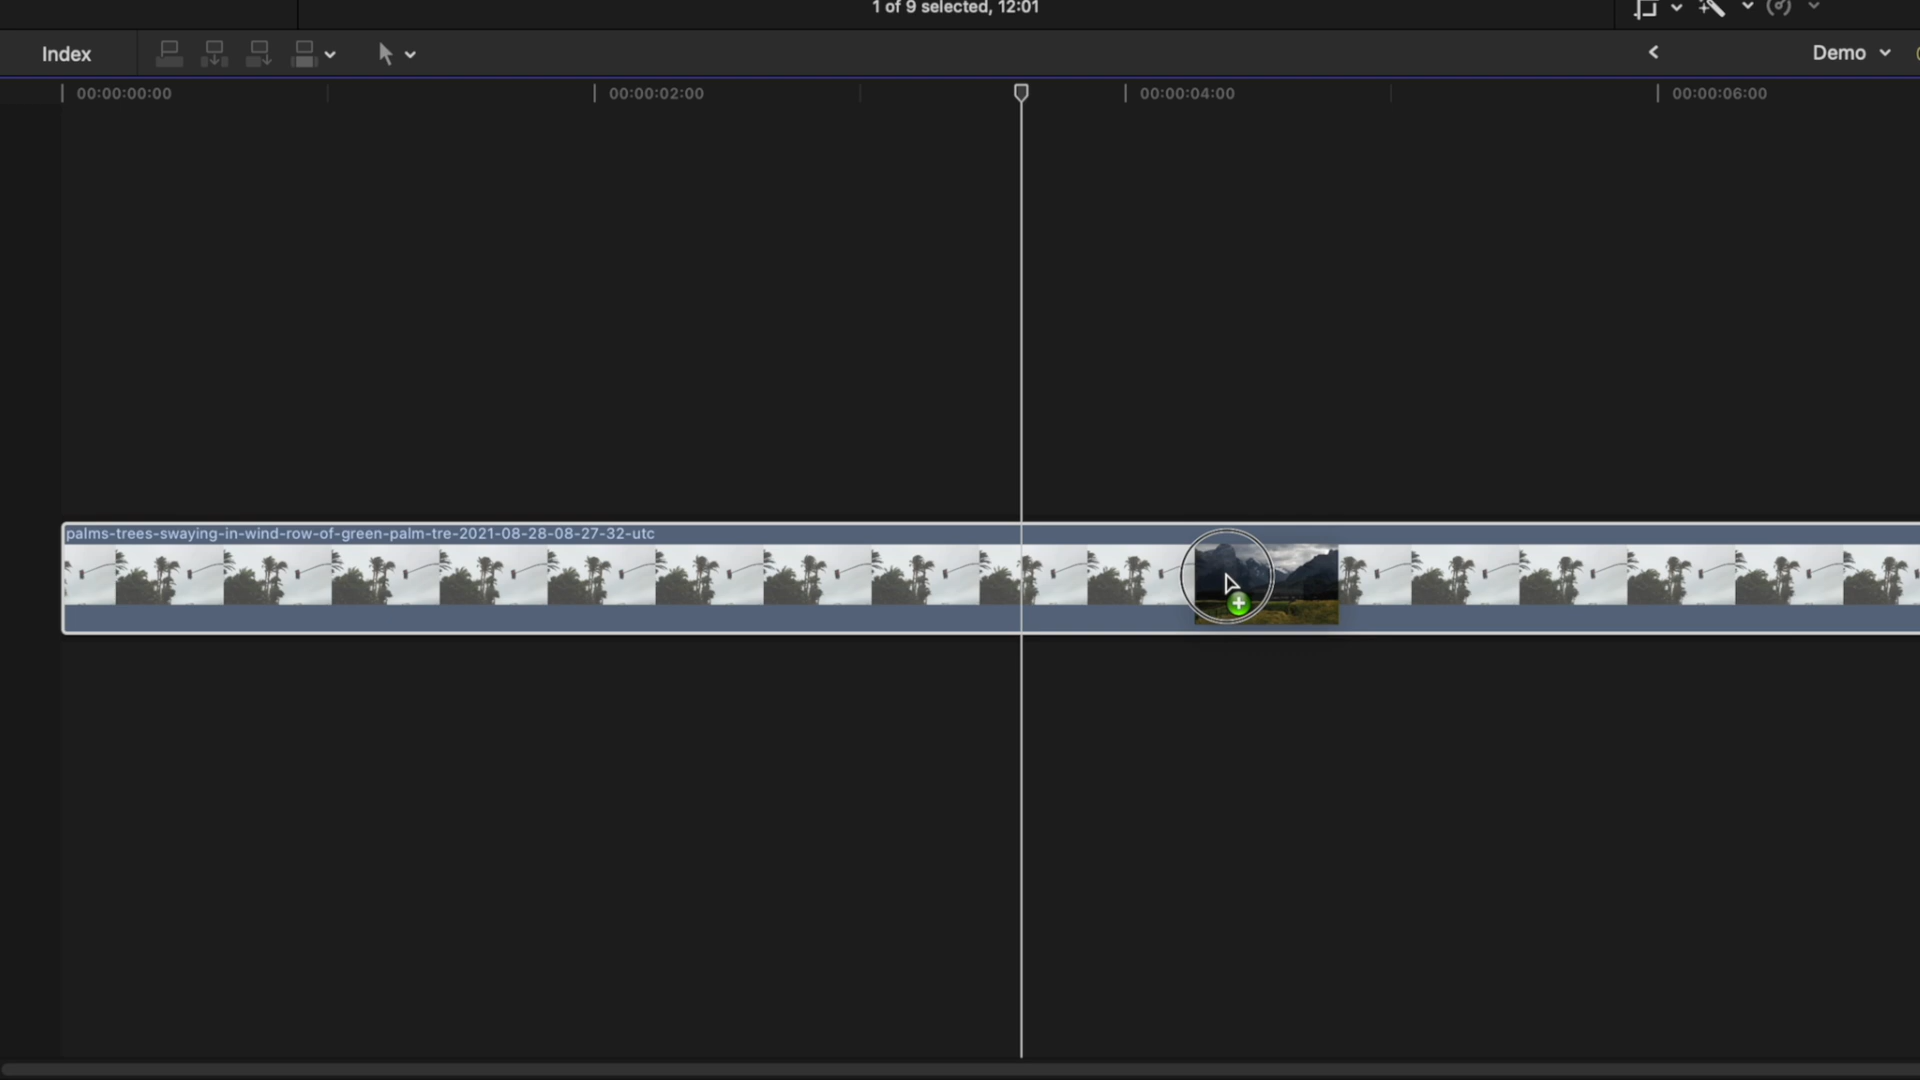 1 of 9 selected, 12:01
Index
Demo
00:00:00:00
00:00:02:00
00:00:04:00
00:00:06:00
palms-trees-swaying-in-wind-row-of-green-palm-tre-2021-08-28-08-27-32-utc